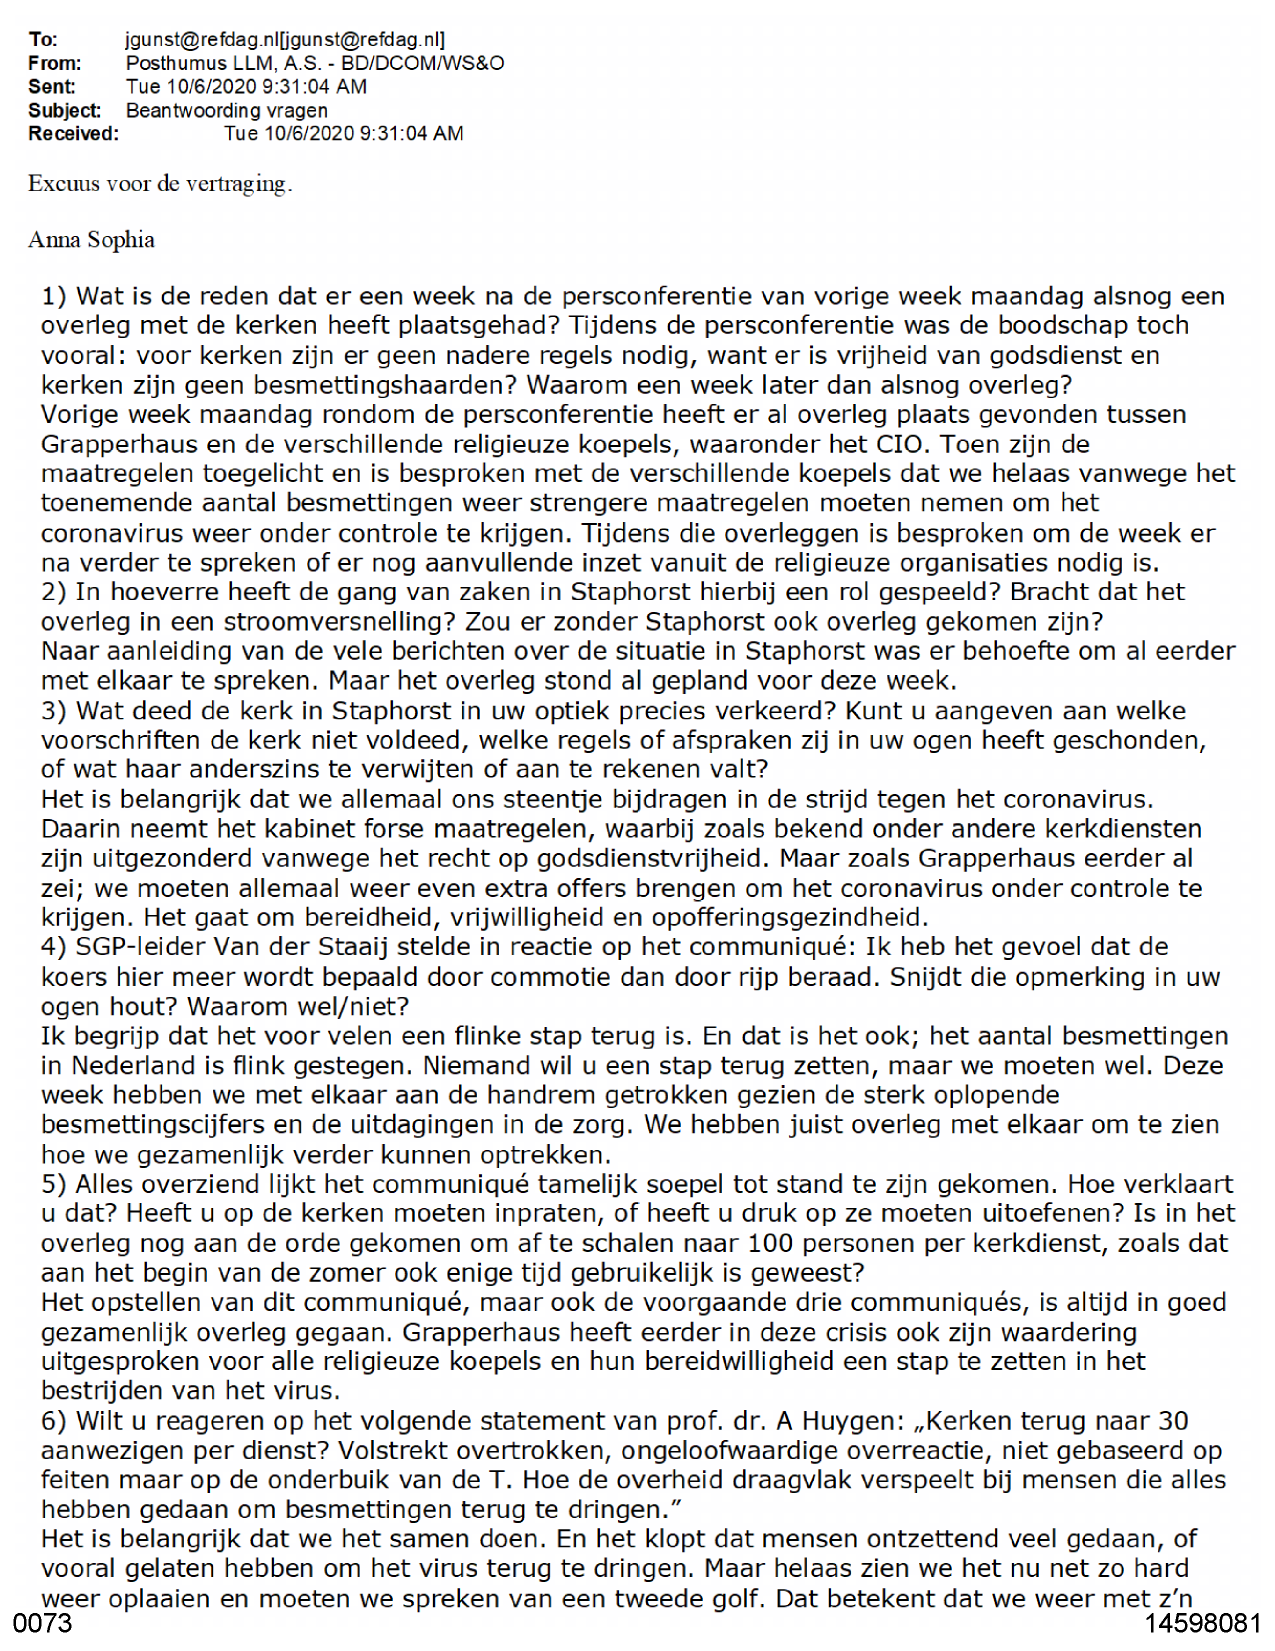 To: jgunst@refdag.nl[jgunst@refdag.nl]
From: Posthumus LLM, A.S. - BD/DCOM/WS&O
Sent: Tue 10/6/2020 9:31:04 AM
Subject: Beantwoording vragen
Received: Tue 10/6/2020 9:31:04 AM
Excuus voor de vertraging.
Anna Sophia
1) Wat is de reden dat er een week na de persconferentie van vorige week maandag alsnog een
overleg met de kerken heeft plaatsgehad? Tijdens de persconferentie was de boodschap toch
vooral: voor kerken zijn er geen nadere regels nodig, want er is vrijheid van godsdienst en
kerken zijn geen besmettingshaarden? Waarom een week later dan alsnog overleg?
Vorige week maandag rondom de persconferentie heeft er al overleg plaats gevonden tussen
Grapperhaus en de verschillende religieuze koepels, waaronder het CIO. Toen zijn de
maatregelen toegelicht en is besproken met de verschillende koepels dat we helaas vanwege het
toenemende aantal besmettingen weer strengere maatregelen moeten nemen om het
coronavirus weer onder controle te krijgen. Tijdens die overleggen is besproken om de week er
na verder te spreken of er nog aanvullende inzet vanuit de religieuze organisaties nodig is.
2) In hoeverre heeft de gang van zaken in Staphorst hierbij een rol gespeeld? Bracht dat het
overleg in een stroomversnelling? Zou er zonder Staphorst ook overleg gekomen zijn?
Naar aanleiding van de vele berichten over de situatie in Staphorst was er behoefte om al eerder
met elkaar te spreken. Maar het overleg stond al gepland voor deze week.
3) Wat deed de kerk in Staphorst in uw optiek precies verkeerd? Kunt u aangeven aan welke
voorschriften de kerk niet voldeed, welke regels of afspraken zij in uw ogen heeft geschonden,
of wat haar anderszins te verwijten of aan te rekenen valt?
Het is belangrijk dat we allemaal ons steentje bijdragen in de strijd tegen het coronavirus.
Daarin neemt het kabinet forse maatregelen, waarbij zoals bekend onder andere kerkdiensten
zijn uitgezonderd vanwege het recht op godsdienstvrijheid. Maar zoals Grapperhaus eerder al
zei; we moeten allemaal weer even extra offers brengen om het coronavirus onder controle te
krijgen. Het gaat om bereidheid, vrijwilligheid en opofferingsgezindheid.
4) SGP-leider Van der Staaij stelde in reactie op het communiqué: Ik heb het gevoel dat de
koers hier meer wordt bepaald door commotie dan door rijp beraad. Snijdt die opmerking in uw
ogen hout? Waarom wel/niet?
Ik begrijp dat het voor velen een flinke stap terug is. En dat is het ook; het aantal besmettingen
in Nederland is flink gestegen. Niemand wil u een stap terug zetten, maar we moeten wel. Deze
week hebben we met elkaar aan de handrem getrokken gezien de sterk oplopende
besmettingscijfers en de uitdagingen in de zorg. We hebben juist overleg met elkaar om te zien
hoe we gezamenlijk verder kunnen optrekken.
5) Alles overziend lijkt het communiqué tamelijk soepel tot stand te zijn gekomen. Hoe verklaart
u dat? Heeft u op de kerken moeten inpraten, of heeft u druk op ze moeten uitoefenen? Is in het
overleg nog aan de orde gekomen om af te schalen naar 100 personen per kerkdienst, zoals dat
aan het begin van de zomer ook enige tijd gebruikelijk is geweest?
Het opstellen van dit communiqué, maar ook de voorgaande drie communiqués, is altijd in goed
gezamenlijk overleg gegaan. Grapperhaus heeft eerder in deze crisis ook zijn waardering
uitgesproken voor alle religieuze koepels en hun bereidwilligheid een stap te zetten in het
bestrijden van het virus.
6) Wilt u reageren op het volgende statement van prof. dr. A Huygen: „Kerken terug naar 30
aanwezigen per dienst? Volstrekt overtrokken, ongeloofwaardige overreactie, niet gebaseerd op
feiten maar op de onderbuik van de T. Hoe de overheid draagvlak verspeelt bij mensen die alles
hebben gedaan om besmettingen terug te dringen.”
Het is belangrijk dat we het samen doen. En het klopt dat mensen ontzettend veel gedaan, of
vooral gelaten hebben om het virus terug te dringen. Maar helaas zien we het nu net zo hard
weer oplaaien en moeten we spreken van een tweede golf. Dat betekent dat we weer met z’n
0073 14598081